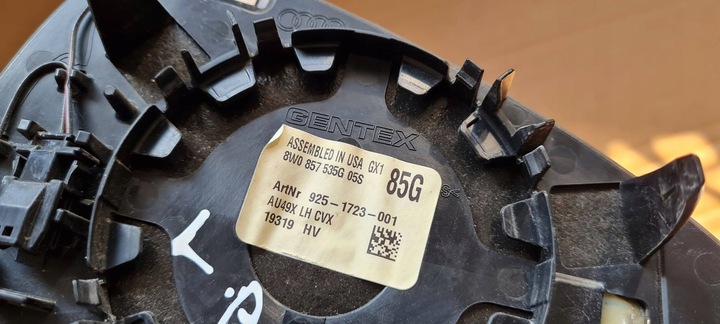 GENTEX
ASSEMBLED IN USA GX1
8W0 857 535G 05S
85G
ArtNr 925-1723-001
AU49X LH CVX
19319 HV